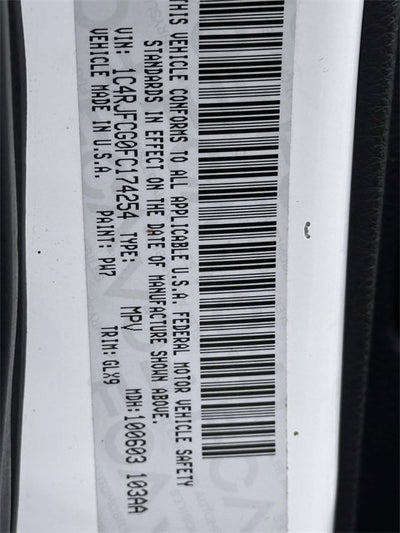 THIS VEHICLE CONFORMS TO ALL APPLICABLE U.S.A. FEDERAL MOTOR VEHICLE SAFETY
STANDARDS IN EFFECT ON THE DATE OF MANUFACTURE SHOWN ABOVE.
VIN: 1C4RJFCG0FC174254 TYPE: MPV MDH:100603 103AA
VEHICLE MADE IN U.S.A. PAINT: PW7 TRIM: GLX9